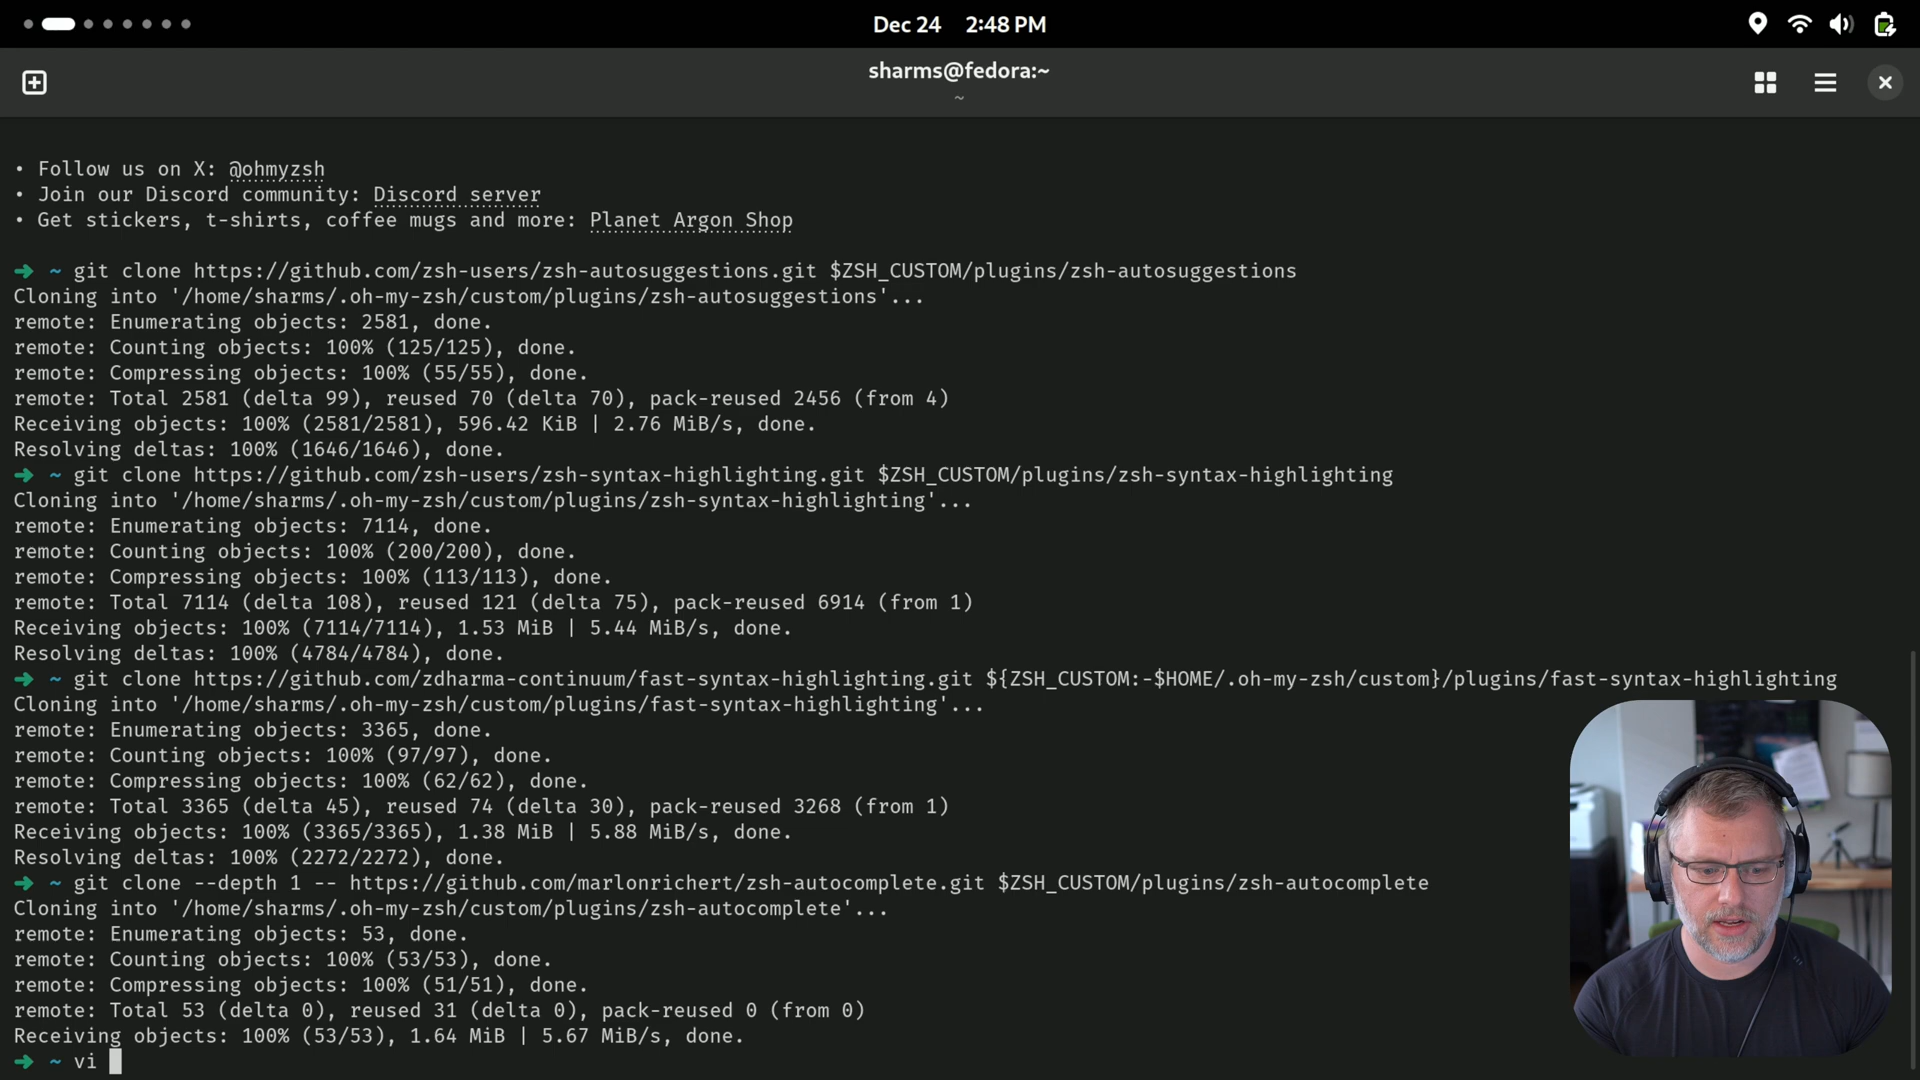 Dec 24 2:48 PM
sharms@fedora:~
~
• Follow us on X: @ohmyzsh
• Join our Discord community: Discord server
• Get stickers, t-shirts, coffee mugs and more: Planet Argon Shop
➜ ~ git clone https://github.com/zsh-users/zsh-autosuggestions.git $ZSH_CUSTOM/plugins/zsh-autosuggestions
Cloning into '/home/sharms/.oh-my-zsh/custom/plugins/zsh-autosuggestions'...
remote: Enumerating objects: 2581, done.
remote: Counting objects: 100% (125/125), done.
remote: Compressing objects: 100% (55/55), done.
remote: Total 2581 (delta 99), reused 70 (delta 70), pack-reused 2456 (from 4)
Receiving objects: 100% (2581/2581), 596.42 KiB | 2.76 MiB/s, done.
Resolving deltas: 100% (1646/1646), done.
➜ ~ git clone https://github.com/zsh-users/zsh-syntax-highlighting.git $ZSH_CUSTOM/plugins/zsh-syntax-highlighting
Cloning into '/home/sharms/.oh-my-zsh/custom/plugins/zsh-syntax-highlighting'...
remote: Enumerating objects: 7114, done.
remote: Counting objects: 100% (200/200), done.
remote: Compressing objects: 100% (113/113), done.
remote: Total 7114 (delta 108), reused 121 (delta 75), pack-reused 6914 (from 1)
Receiving objects: 100% (7114/7114), 1.53 MiB | 5.44 MiB/s, done.
Resolving deltas: 100% (4784/4784), done.
➜ ~ git clone https://github.com/zdharma-continuum/fast-syntax-highlighting.git ${ZSH_CUSTOM:-$HOME/.oh-my-zsh/custom}/plugins/fast-syntax-highlighting
Cloning into '/home/sharms/.oh-my-zsh/custom/plugins/fast-syntax-highlighting'...
remote: Enumerating objects: 3365, done.
remote: Counting objects: 100% (97/97), done.
remote: Compressing objects: 100% (62/62), done.
remote: Total 3365 (delta 45), reused 74 (delta 30), pack-reused 3268 (from 1)
Receiving objects: 100% (3365/3365), 1.38 MiB | 5.88 MiB/s, done.
Resolving deltas: 100% (2272/2272), done.
➜ ~ git clone --depth 1 -- https://github.com/marlonrichert/zsh-autocomplete.git $ZSH_CUSTOM/plugins/zsh-autocomplete
Cloning into '/home/sharms/.oh-my-zsh/custom/plugins/zsh-autocomplete'...
remote: Enumerating objects: 53, done.
remote: Counting objects: 100% (53/53), done.
remote: Compressing objects: 100% (51/51), done.
remote: Total 53 (delta 0), reused 31 (delta 0), pack-reused 0 (from 0)
Receiving objects: 100% (53/53), 1.64 MiB | 5.67 MiB/s, done.
➜ ~ vi